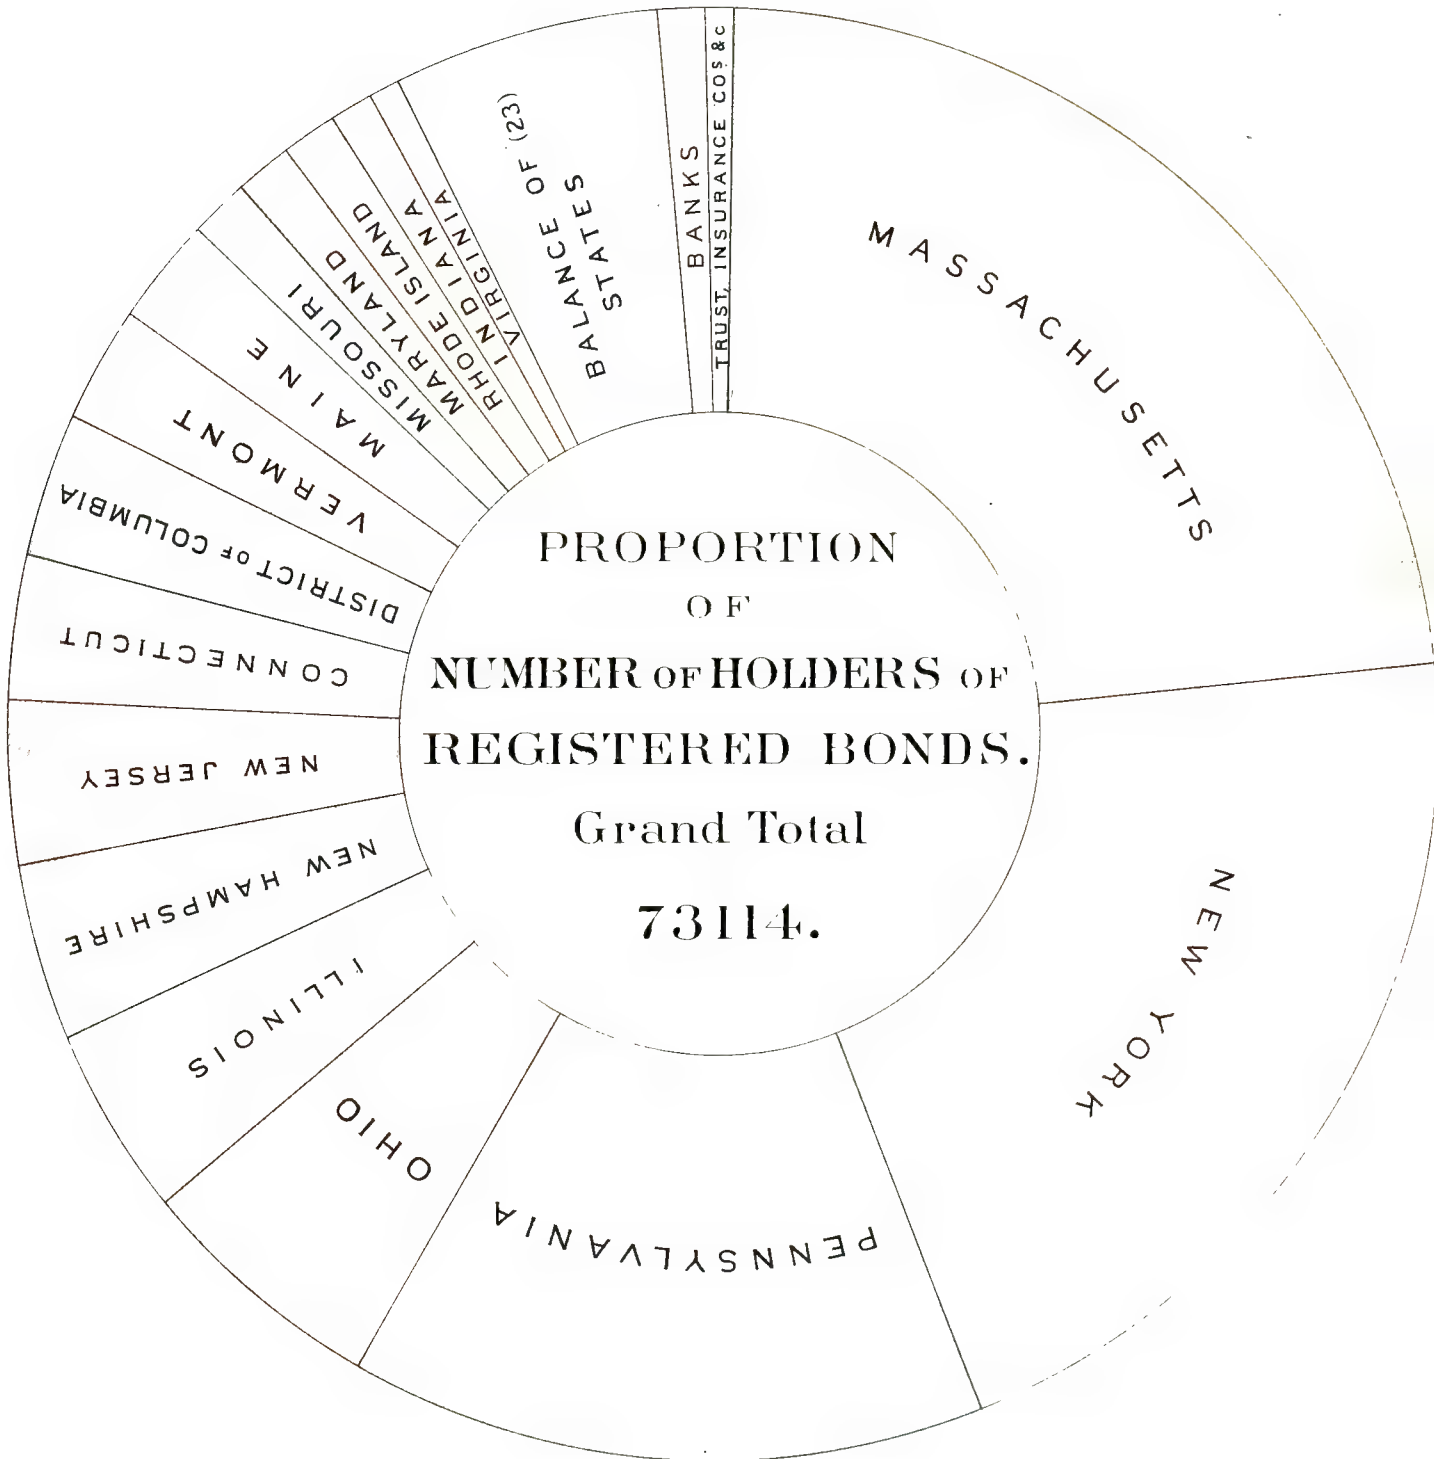 PROPORTION
OF
NUMBER OF HOLDERS OF
REGISTERED BONDS.
Grand Total
73114.
MASSACHUSETTS
NEW YORK
PENNSYLVANIA
OHIO
ILLINOIS
NEW HAMPSHIRE
NEW JERSEY
CONNECTICUT
DISTRICT OF COLUMBIA
VERMONT
MAINE
MISSOURI
MARYLAND
RHODE ISLAND
INDIANA
VIRGINIA
BALANCE OF (23)
STATES
BANKS
TRUST, INSURANCE COS &c